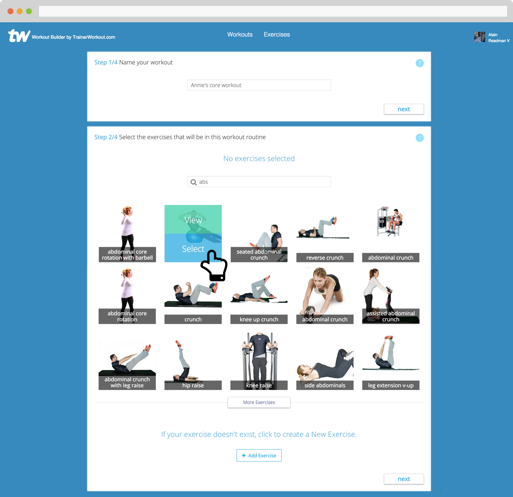 tw Workout Builder by TrainerWorkout.com
Workouts Exercises
Alain
Readman V
Step 1/4 Name your workout
?
Annie's core workout
next
Step 2/4 Select the exercises that will be in this workout routine
?
No exercises selected
abs
View
Select
abdominal core
rotation with barbell
seated abdominal
crunch
reverse crunch
abdominal crunch
abdominal core
rotation
crunch
knee up crunch
abdominal crunch
assisted abdominal
crunch
abdominal crunch
with leg raise
hip raise
knee raise
side abdominals
leg extension v-up
More Exercises
If your exercise doesn't exist, click to create a New Exercise.
+ Add Exercise
next